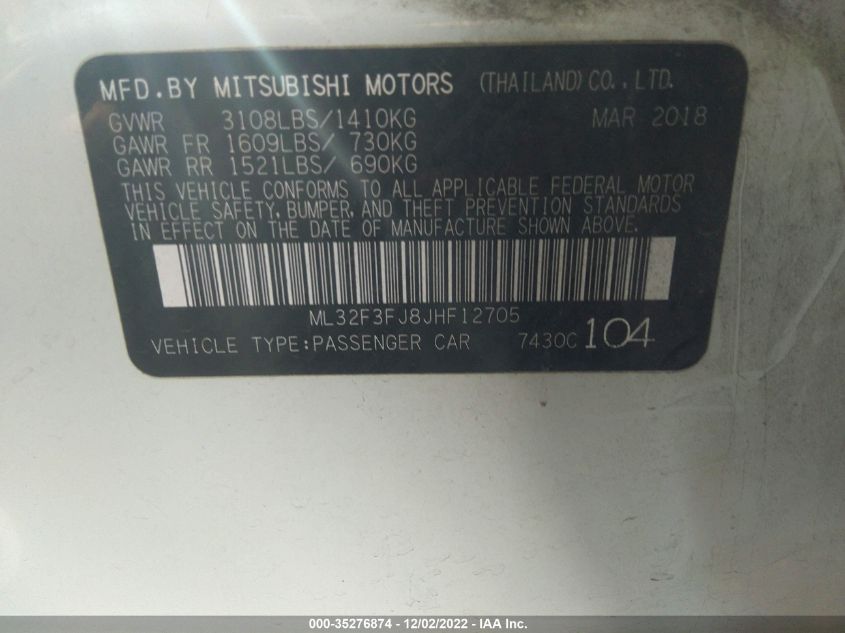 MFD.BY MITSUBISHI MOTORS (THAILAND) CO., LTD.
GVWR 3108LBS/1410KG MAR 2018
GAWR FR 1609LBS/ 730KG
GAWR RR 1521LBS/ 690KG
THIS VEHICLE CONFORMS TO ALL APPLICABLE FEDERAL MOTOR
VEHICLE SAFETY, BUMPER, AND THEFT PREVENTION STANDARDS
IN EFFECT ON THE DATE OF MANUFACTURE SHOWN ABOVE.
ML32F3FJ8JHF12705
VEHICLE TYPE:PASSENGER CAR 7430C 104
000-35276874 - 12/02/2022 - IAA Inc.